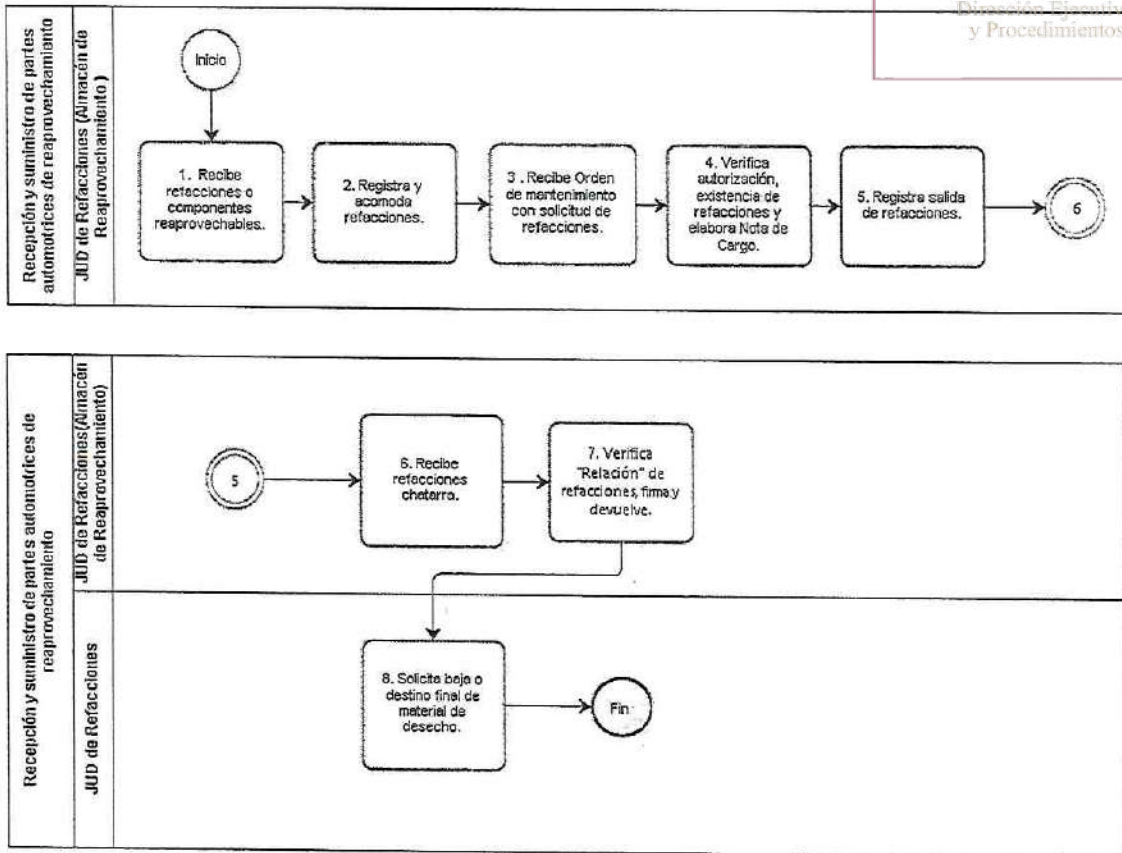 Dirección Ejecutiv
y Procedimientos
Recepción y suministro de partes
automotrices de reaprovechamiento
JUD de Refacciones (Almacén de
Reaprovechamiento )
Inicio
1. Recibe
refacciones o
componentes
reaprovechables.
2. Registra y
acomoda
refacciones.
3 . Recibe Orden
de mantenimiento
con solicitud de
refacciones.
4. Verifica
autorización,
existencia de
refacciones y
elabora Nota de
Cargo.
5. Registra salida
de refacciones.
6
Recepción y suministro de partes automotrices de
reaprovechamiento
JUD de Refacciones(Almacén
de Reaprovechamiento)
5
6. Recibe
refacciones
chatarra.
7. Verifica
"Relación" de
refacciones, firma y
devuelve.
JUD de Refacciones
8. Solicita baja o
destino final de
material de
desecho.
Fin